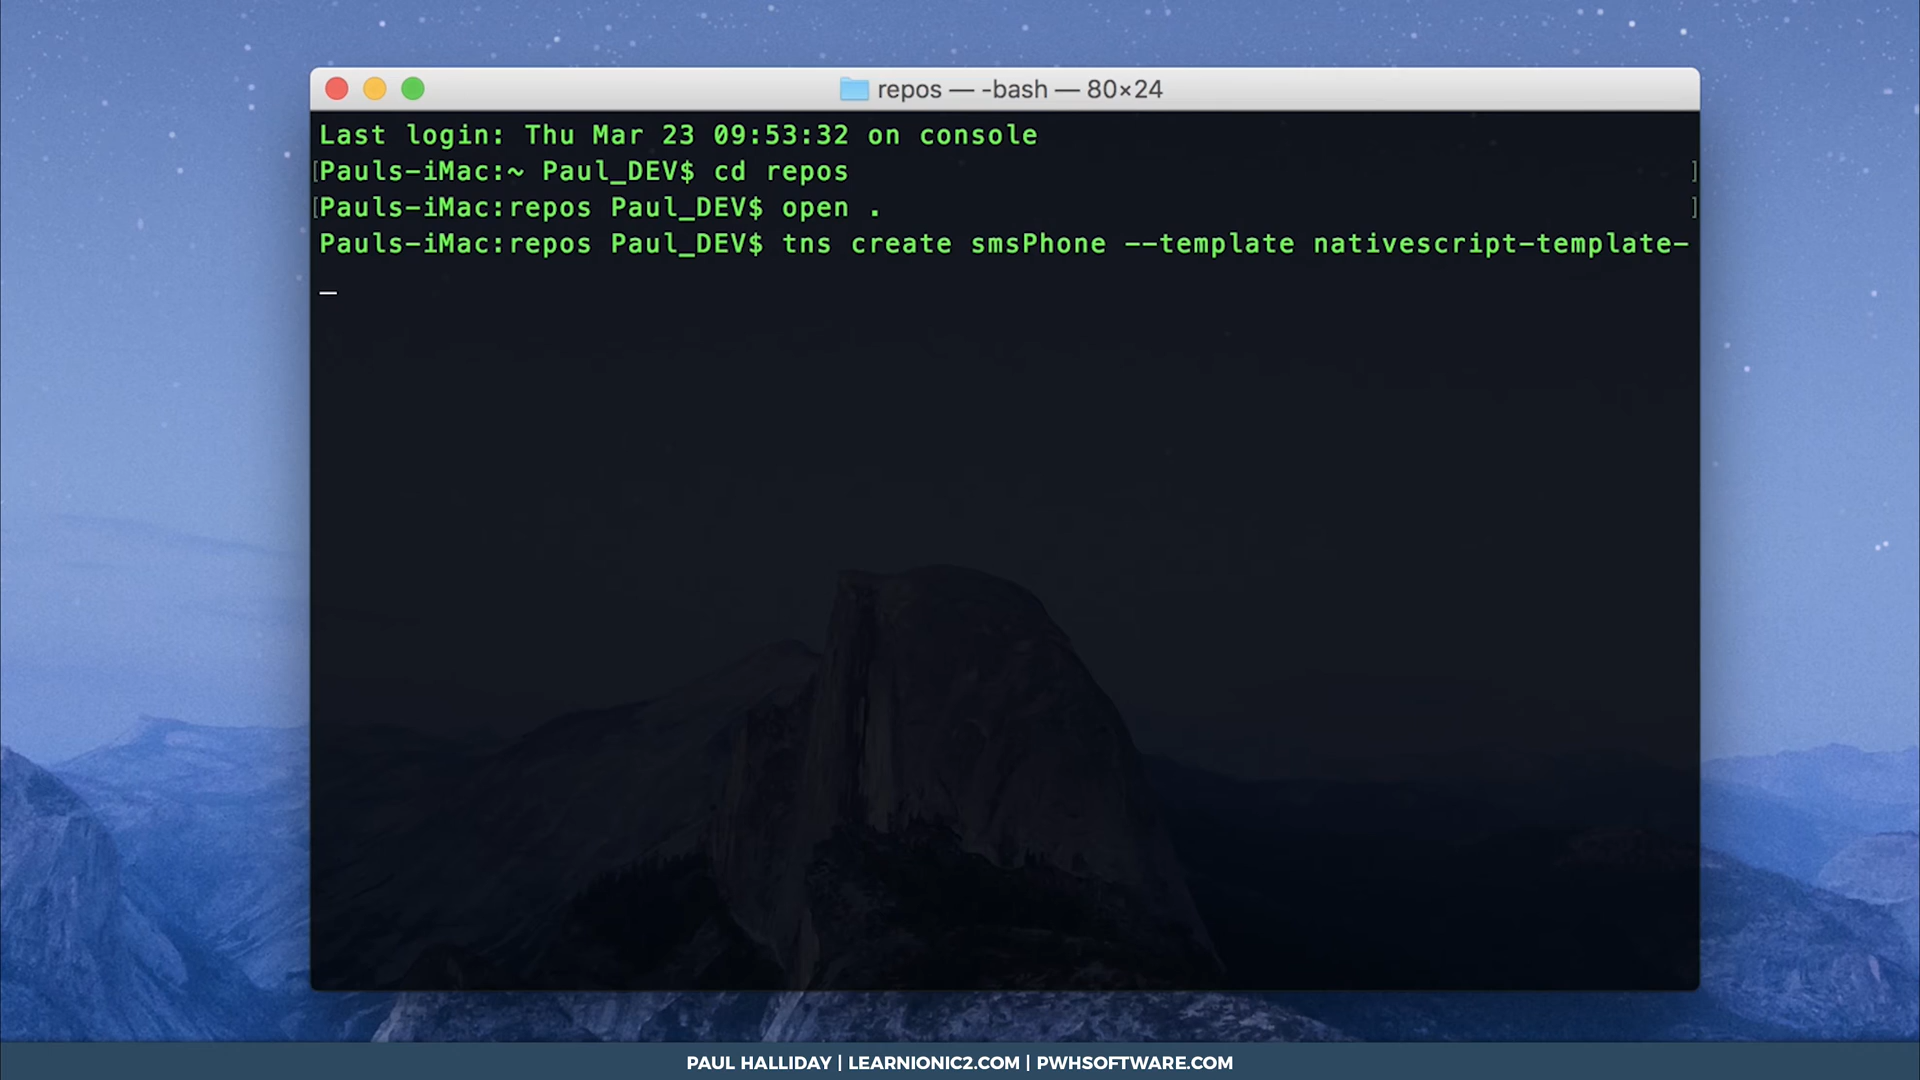 repos — -bash — 80×24
Last login: Thu Mar 23 09:53:32 on console
[Pauls-iMac:~ Paul_DEV$ cd repos ]
[Pauls-iMac:repos Paul_DEV$ open . ]
Pauls-iMac:repos Paul_DEV$ tns create smsPhone --template nativescript-template-
_
PAUL HALLIDAY | LEARNIONIC2.COM | PWHSOFTWARE.COM